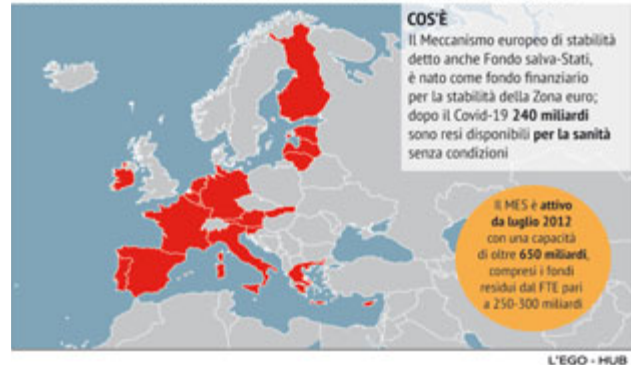 COS'È
Il Meccanismo europeo di stabilità
detto anche Fondo salva-Stati,
è nato come fondo finanziario
per la stabilità della Zona euro;
dopo il Covid-19 240 miliardi
sono resi disponibili per la sanità
senza condizioni
Il MES è attivo
da luglio 2012
con una capacità
di oltre 650 miliardi,
compresi i fondi
residui dal FTE pari
a 250-300 miliardi
L'EGO - HUB